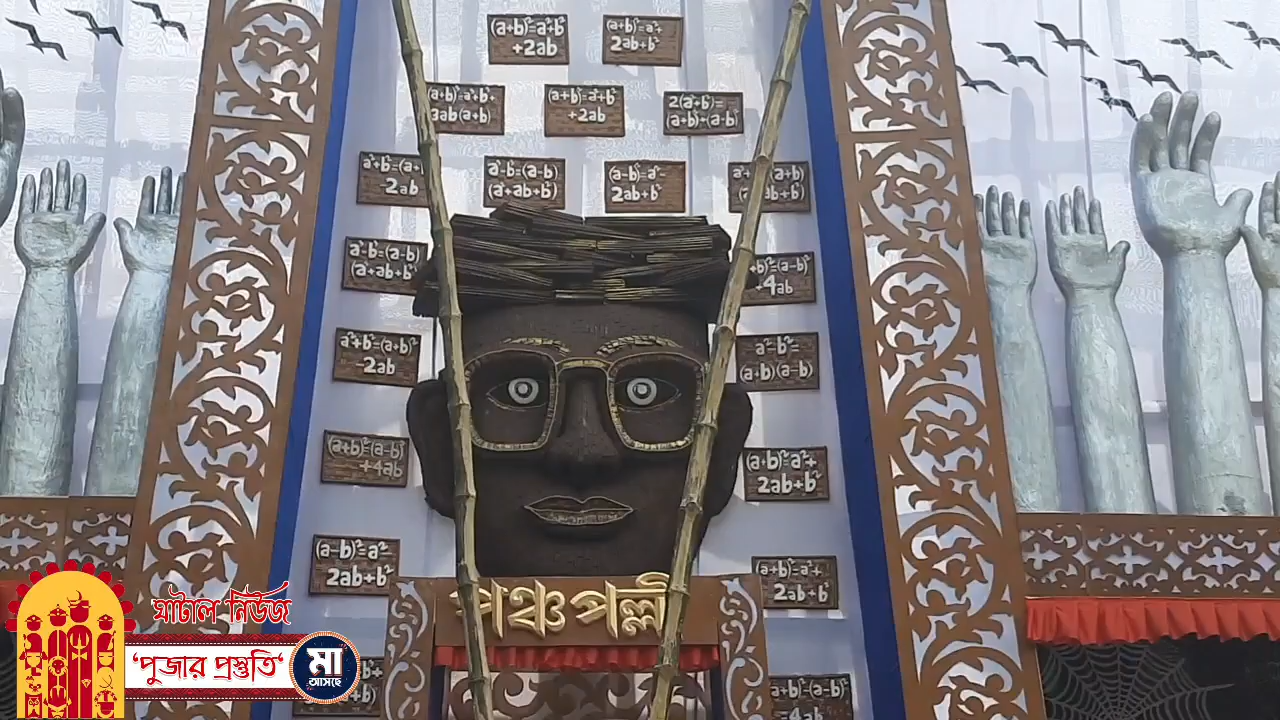 (a+b)²=a²+b²
+2ab
(a+b)²=a²+
2ab+b²
(a+b)³=a³+b³+
3ab(a+b)
(a+b)²=a²+b²
+2ab
2(a²+b²)=
(a+b)²+(a-b)²
a²+b²=(a+
-2ab
a³-b³=(a-b)
(a²+ab+b²)
(a-b)²=a²-
2ab+b²
a³-b³=(a-b)
(a²+ab+b²)
+b)²=(a-b)²
+4ab
a²+b²=(a+b)²
-2ab
a²-b²=
(a+b)(a-b)
(a+b)²=(a-b)²
+4ab
(a+b)²=a²+
2ab+b²
(a-b)²=a²-
2ab+b²
(a+b)²=a²+
2ab+b²
পঞ্চপল্লী
ঘাটাল নিউজ
'পুজার প্রস্তুতি'
মা
আসছে
(a+b)²=(a-b)²
+4ab